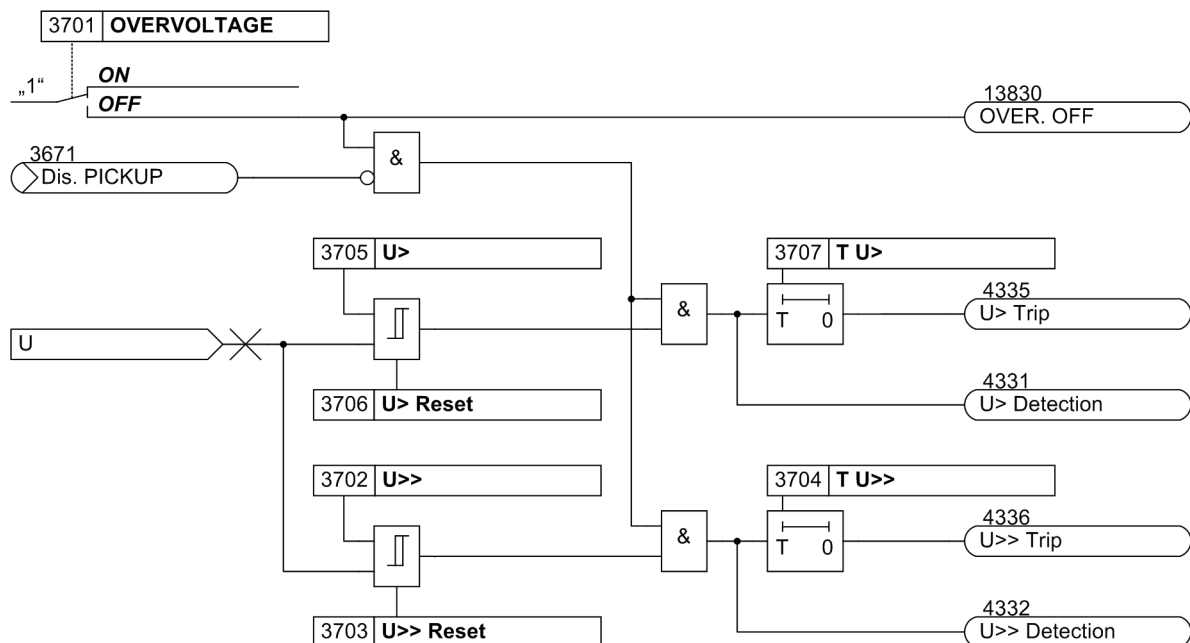 3701 OVERVOLTAGE
„1“
ON
OFF
13830
OVER. OFF
3671
Dis. PICKUP
&
3705 U>
3707 T U>
&
T 0
4335
U> Trip
U
3706 U> Reset
4331
U> Detection
3702 U>>
3704 T U>>
&
T 0
4336
U>> Trip
3703 U>> Reset
4332
U>> Detection